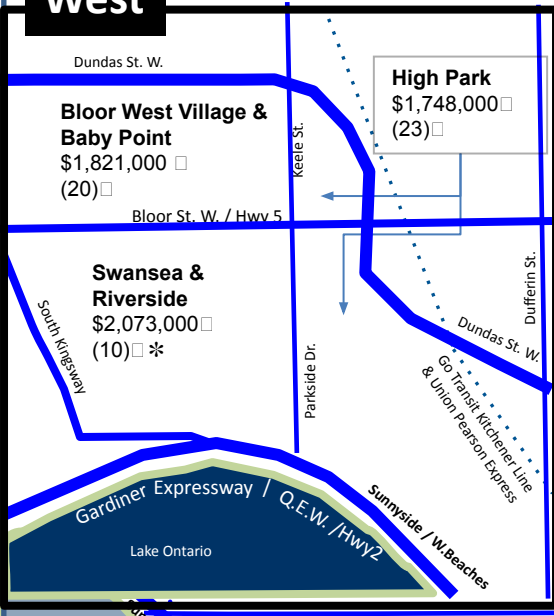 West
Dundas St. W.
High Park
$1,748,000□
(23)□
Bloor West Village &
Baby Point
$1,821,000 □
(20)□
Keele St.
Bloor St. W. / Hwy 5
Swansea &
Riverside
$2,073,000□
(10)□ *
South Kingsway
Parkside Dr.
Dufferin St.
Dundas St. W.
Go Transit Kitchener Line
& Union Pearson Express
Gardiner Expressway / Q.E.W. /Hwy2
Sunnyside / W.Beaches
Lake Ontario